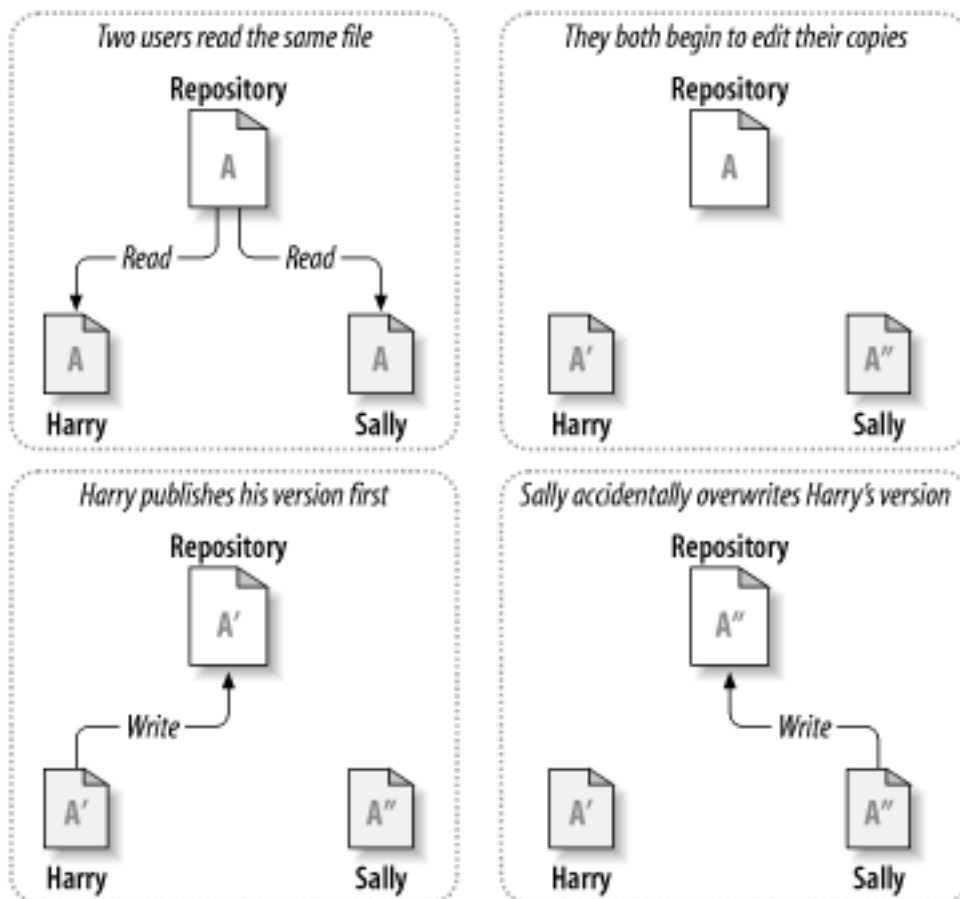 Two users read the same file
Repository
A
Read Read
A A
Harry Sally
They both begin to edit their copies
Repository
A
A′ A″
Harry Sally
Harry publishes his version first
Repository
A′
Write
A′ A″
Harry Sally
Sally accidentally overwrites Harry’s version
Repository
A″
Write
A′ A″
Harry Sally